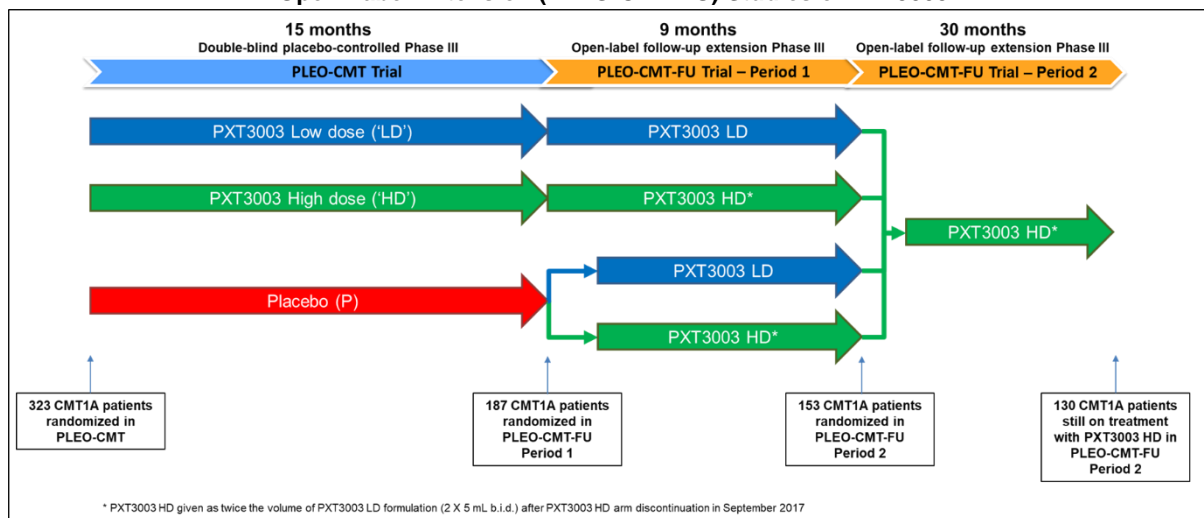 15 months
Double-blind placebo-controlled Phase III
PLEO-CMT Trial
9 months
Open-label follow-up extension Phase III
PLEO-CMT-FU Trial – Period 1
30 months
Open-label follow-up extension Phase III
PLEO-CMT-FU Trial – Period 2
PXT3003 Low dose ('LD')
PXT3003 LD
PXT3003 High dose ('HD')
PXT3003 HD*
PXT3003 HD*
PXT3003 LD
Placebo (P)
PXT3003 HD*
323 CMT1A patients
randomized in
PLEO-CMT
187 CMT1A patients
randomized in
PLEO-CMT-FU
Period 1
153 CMT1A patients
randomized in
PLEO-CMT-FU
Period 2
130 CMT1A patients
still on treatment
with PXT3003 HD in
PLEO-CMT-FU
Period 2
* PXT3003 HD given as twice the volume of PXT3003 LD formulation (2 X 5 mL b.i.d.) after PXT3003 HD arm discontinuation in September 2017